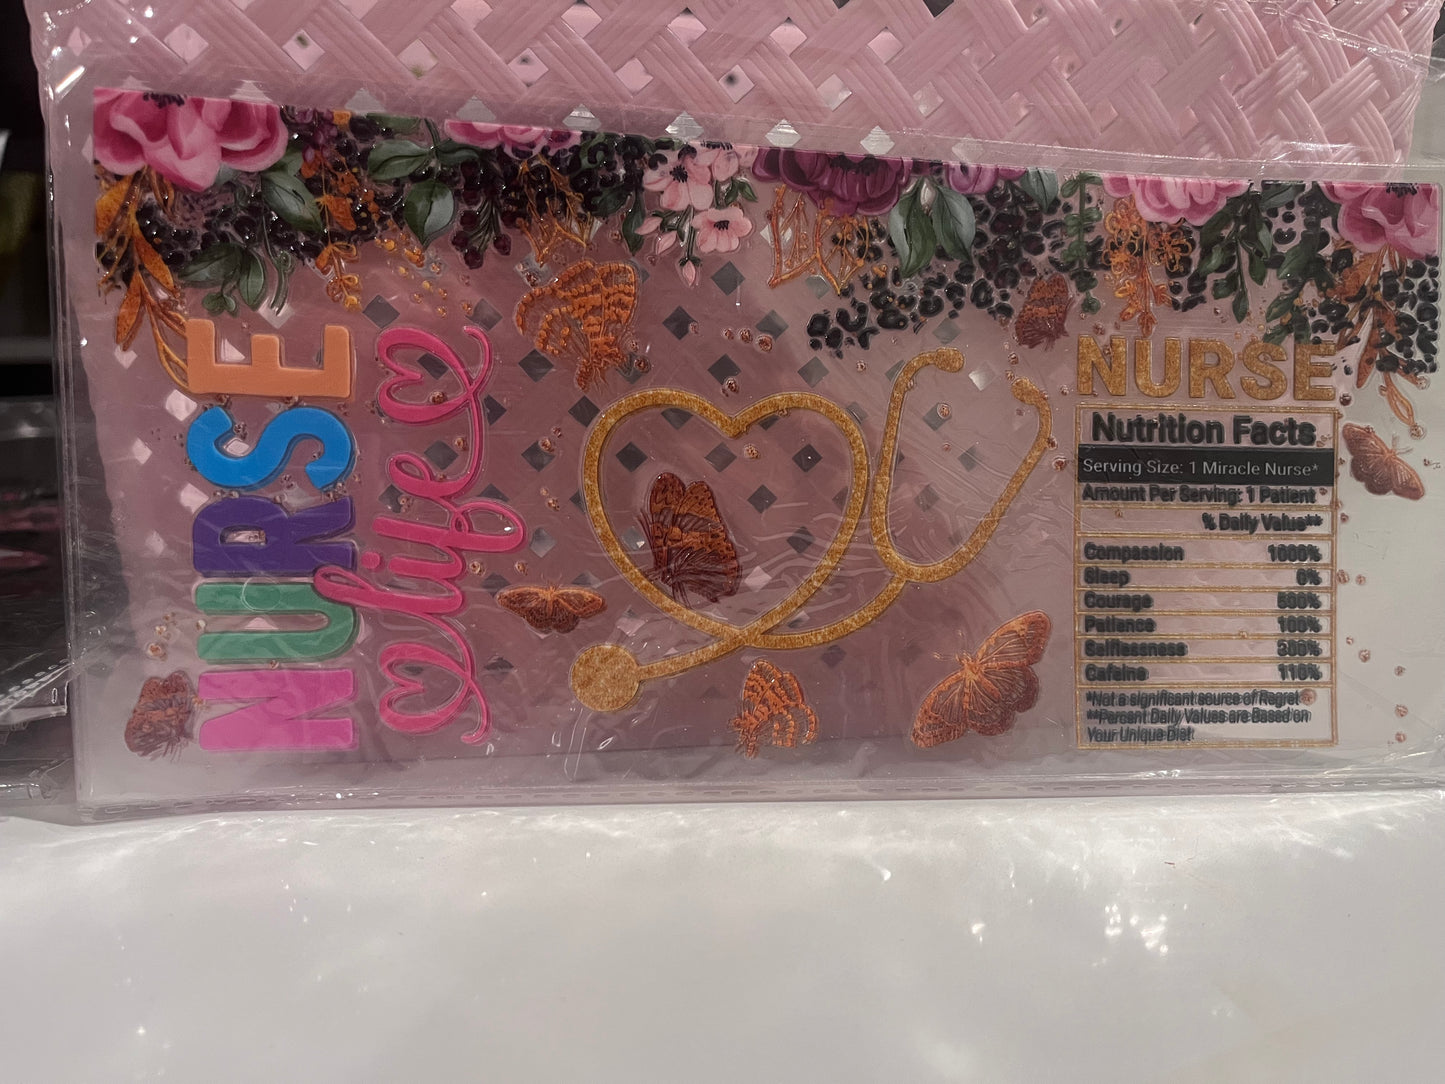 NURSE
life
NURSE
Nutrition Facts
Serving Size: 1 Miracle Nurse*
Amount Per Serving: 1 Patient
% Daily Value**
Compassion 1000%
Sleep 0%
Courage 500%
Patience 100%
Selflessness 300%
Cafeine 110%
*Not a significant source of Regret
**Percent Daily Values are Based on
Your Unique Diet